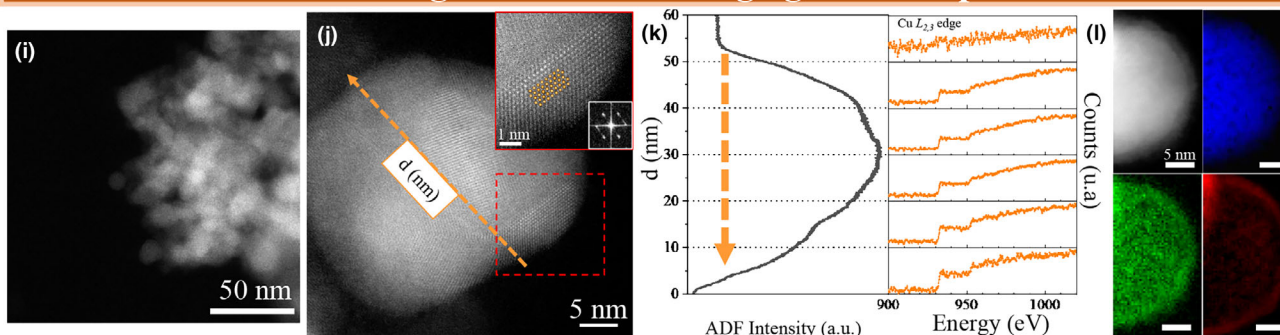 (i)
50 nm
(j)
1 nm
d (nm)
5 nm
(k)
d (nm)
60
50
40
30
20
10
0
ADF Intensity (a.u.)
Cu L2,3 edge
Counts (u.a)
900
950
1000
Energy (eV)
(l)
5 nm